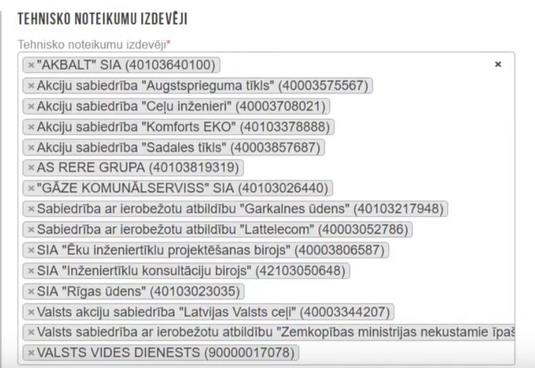 TEHNISKO NOTEIKUMU IZDEVĒJI
Tehnisko noteikumu izdevēji*
×"AKBALT" SIA (40103640100)
×
×Akciju sabiedrība "Augstsprieguma tīkls" (40003575567)
×Akciju sabiedrība "Ceļu inženieri" (40003708021)
×Akciju sabiedrība "Komforts EKO" (40103378888)
×Akciju sabiedrība "Sadales tīkls" (40003857687)
×AS RERE GRUPA (40103819319)
×"GĀZE KOMUNĀLSERVISS" SIA (40103026440)
×Sabiedrība ar ierobežotu atbildību "Garkalnes ūdens" (40103217948)
×Sabiedrība ar ierobežotu atbildību "Lattelecom" (40003052786)
×SIA "Ēku inženiertīklu projektēšanas birojs" (40003806587)
×SIA "Inženiertīklu konsultāciju birojs" (42103050648)
×SIA "Rīgas ūdens" (40103023035)
×Valsts akciju sabiedrība "Latvijas Valsts ceļi" (40003344207)
×Valsts sabiedrība ar ierobežotu atbildību "Zemkopības ministrijas nekustamie īpaš
×VALSTS VIDES DIENESTS (90000017078)